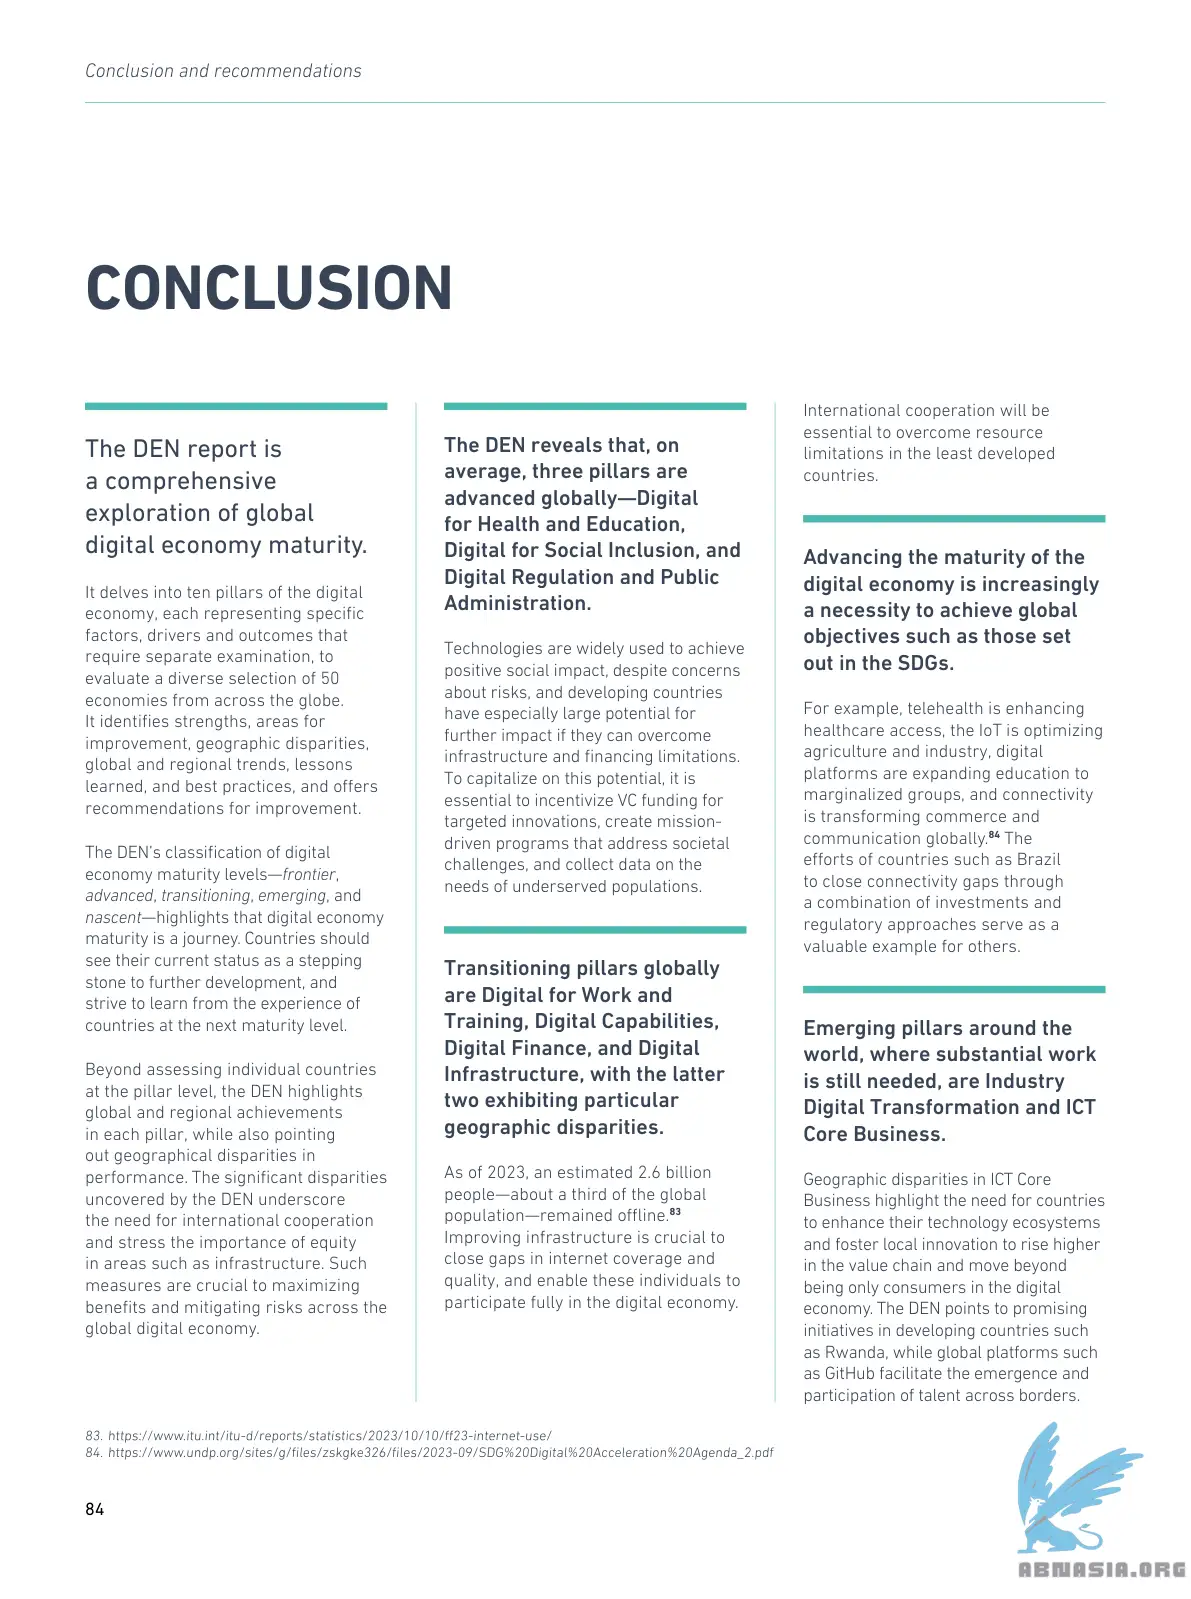 Conclusion and recommendations
CONCLUSION
The DEN report is
a comprehensive
exploration of global
digital economy maturity.
It delves into ten pillars of the digital
economy, each representing specific
factors, drivers and outcomes that
require separate examination, to
evaluate a diverse selection of 50
economies from across the globe.
It identifies strengths, areas for
improvement, geographic disparities,
global and regional trends, lessons
learned, and best practices, and offers
recommendations for improvement.
The DEN's classification of digital
economy maturity levels—frontier,
advanced, transitioning, emerging, and
nascent—highlights that digital economy
maturity is a journey. Countries should
see their current status as a stepping
stone to further development, and
strive to learn from the experience of
countries at the next maturity level.
Beyond assessing individual countries
at the pillar level, the DEN highlights
global and regional achievements
in each pillar, while also pointing
out geographical disparities in
performance. The significant disparities
uncovered by the DEN underscore
the need for international cooperation
and stress the importance of equity
in areas such as infrastructure. Such
measures are crucial to maximizing
benefits and mitigating risks across the
global digital economy.
The DEN reveals that, on
average, three pillars are
advanced globally—Digital
for Health and Education,
Digital for Social Inclusion, and
Digital Regulation and Public
Administration.
Technologies are widely used to achieve
positive social impact, despite concerns
about risks, and developing countries
have especially large potential for
further impact if they can overcome
infrastructure and financing limitations.
To capitalize on this potential, it is
essential to incentivize VC funding for
targeted innovations, create mission-
driven programs that address societal
challenges, and collect data on the
needs of underserved populations.
Transitioning pillars globally
are Digital for Work and
Training, Digital Capabilities,
Digital Finance, and Digital
Infrastructure, with the latter
two exhibiting particular
geographic disparities.
As of 2023, an estimated 2.6 billion
people—about a third of the global
population—remained offline.83
Improving infrastructure is crucial to
close gaps in internet coverage and
quality, and enable these individuals to
participate fully in the digital economy.
International cooperation will be
essential to overcome resource
limitations in the least developed
countries.
Advancing the maturity of the
digital economy is increasingly
a necessity to achieve global
objectives such as those set
out in the SDGs.
For example, telehealth is enhancing
healthcare access, the IoT is optimizing
agriculture and industry, digital
platforms are expanding education to
marginalized groups, and connectivity
is transforming commerce and
communication globally.84 The
efforts of countries such as Brazil
to close connectivity gaps through
a combination of investments and
regulatory approaches serve as a
valuable example for others.
Emerging pillars around the
world, where substantial work
is still needed, are Industry
Digital Transformation and ICT
Core Business.
Geographic disparities in ICT Core
Business highlight the need for countries
to enhance their technology ecosystems
and foster local innovation to rise higher
in the value chain and move beyond
being only consumers in the digital
economy. The DEN points to promising
initiatives in developing countries such
as Rwanda, while global platforms such
as GitHub facilitate the emergence and
participation of talent across borders.
83. https://www.itu.int/itu-d/reports/statistics/2023/10/10/ff23-internet-use/
84. https://www.undp.org/sites/g/files/zskgke326/files/2023-09/SDG%20Digital%20Acceleration%20Agenda_2.pdf
84
ABNASIA.ORG